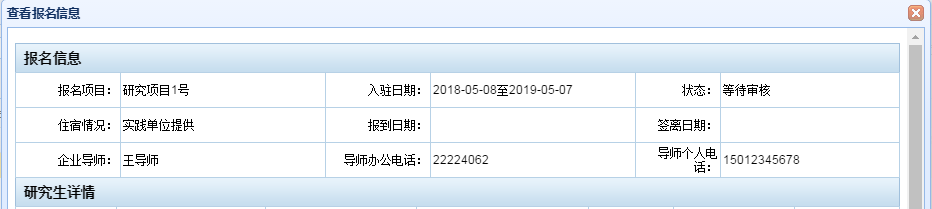 查看报名信息
报名信息
报名项目： 研究项目1号 入驻日期： 2018-05-08至2019-05-07 状态： 等待审核
住宿情况： 实践单位提供 报到日期： 签离日期：
企业导师： 王导师 导师办公电话： 22224062 导师个人电
话： 15012345678
研究生详情